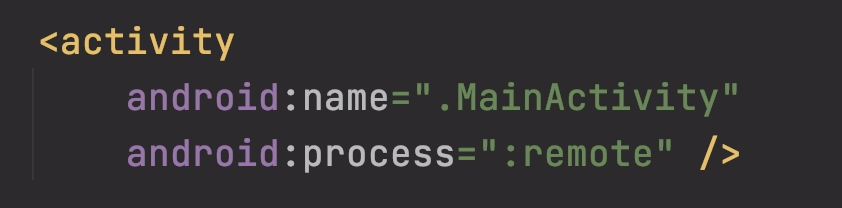 <activity
android:name=".MainActivity"
android:process=":remote" />